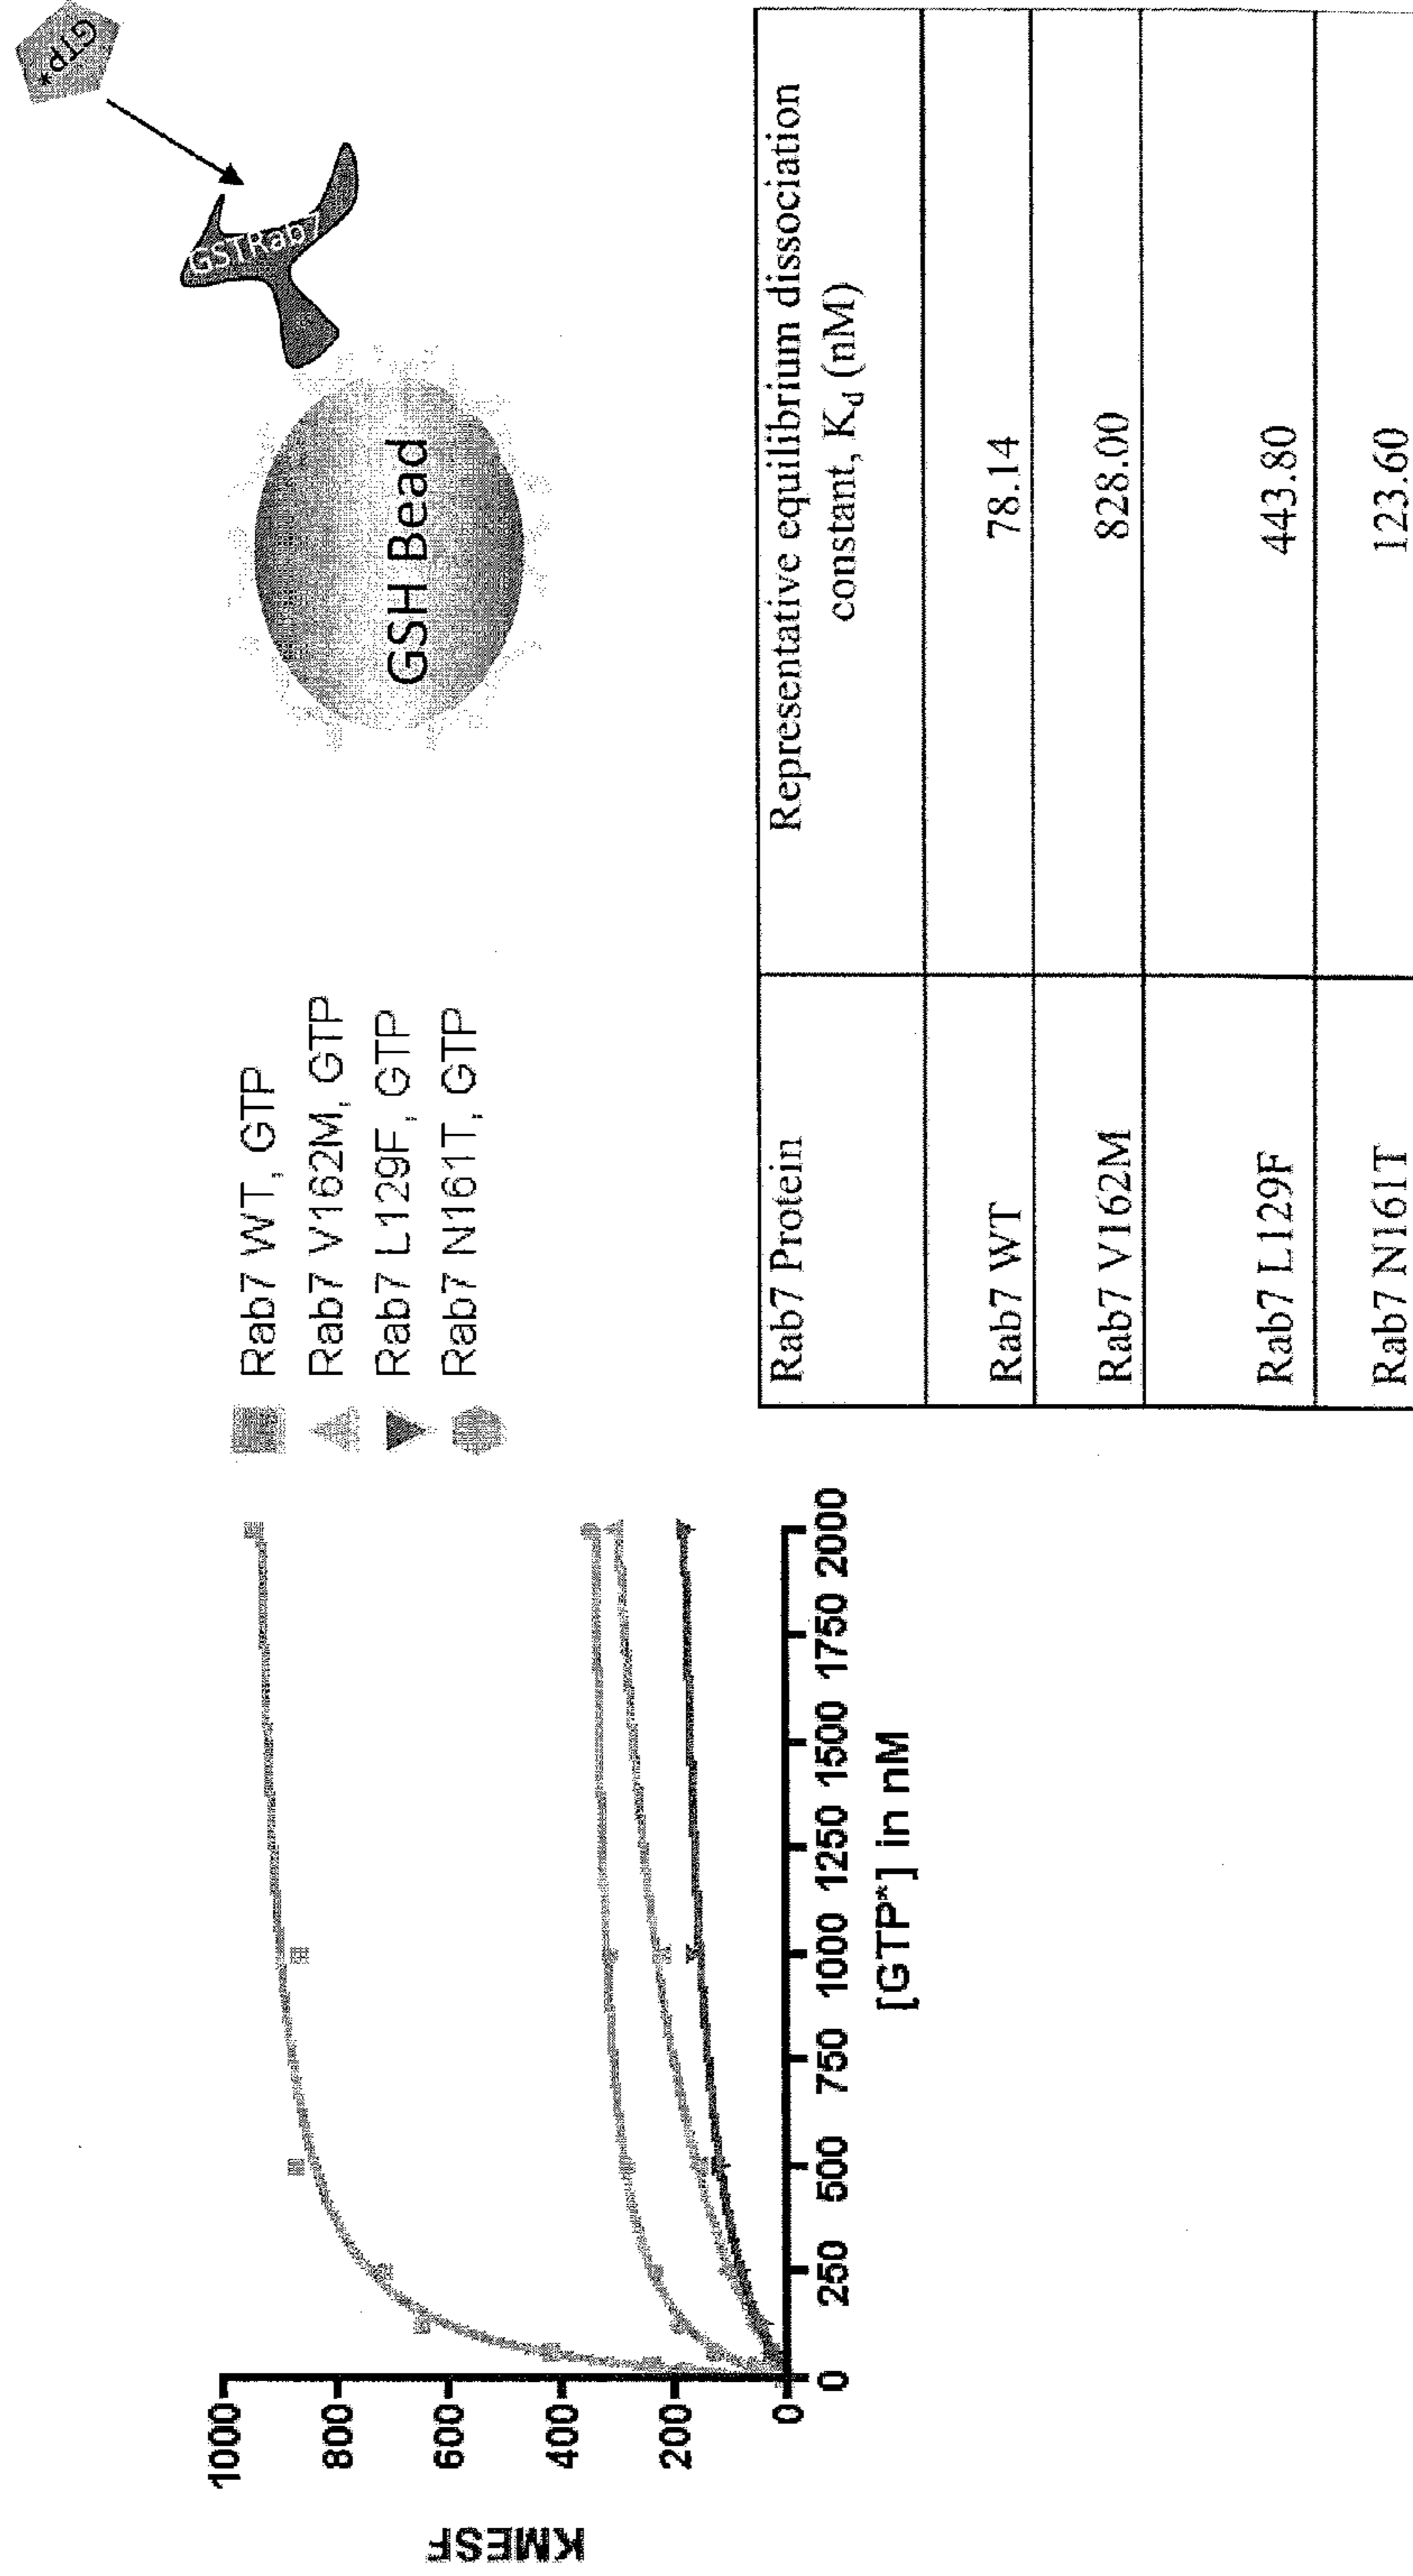 KMESF
1000
800
600
400
200
0
0 250 500 750 1000 1250 1500 1750 2000
[GTP*] in nM
Rab7 WT, GTP
Rab7 V162M, GTP
Rab7 L129F, GTP
Rab7 N161T, GTP
GSH Bead
GSTRab7
GTP*
Rab7 Protein
Representative equilibrium dissociation
constant, Kd (nM)
Rab7 WT 78.14
Rab7 V162M 828.00
Rab7 L129F 443.80
Rab7 N161T 123.60